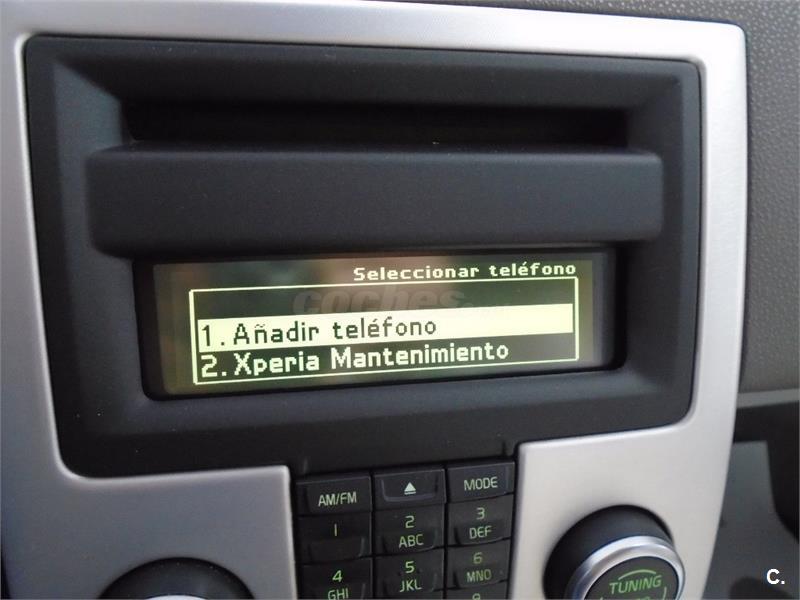 Seleccionar teléfono
coches
1. Añadir teléfono
2. Xperia Mantenimiento
AM/FM
MODE
1
2
ABC
3
DEF
4
GHI
5
JKL
6
MNO
TUNING
C.